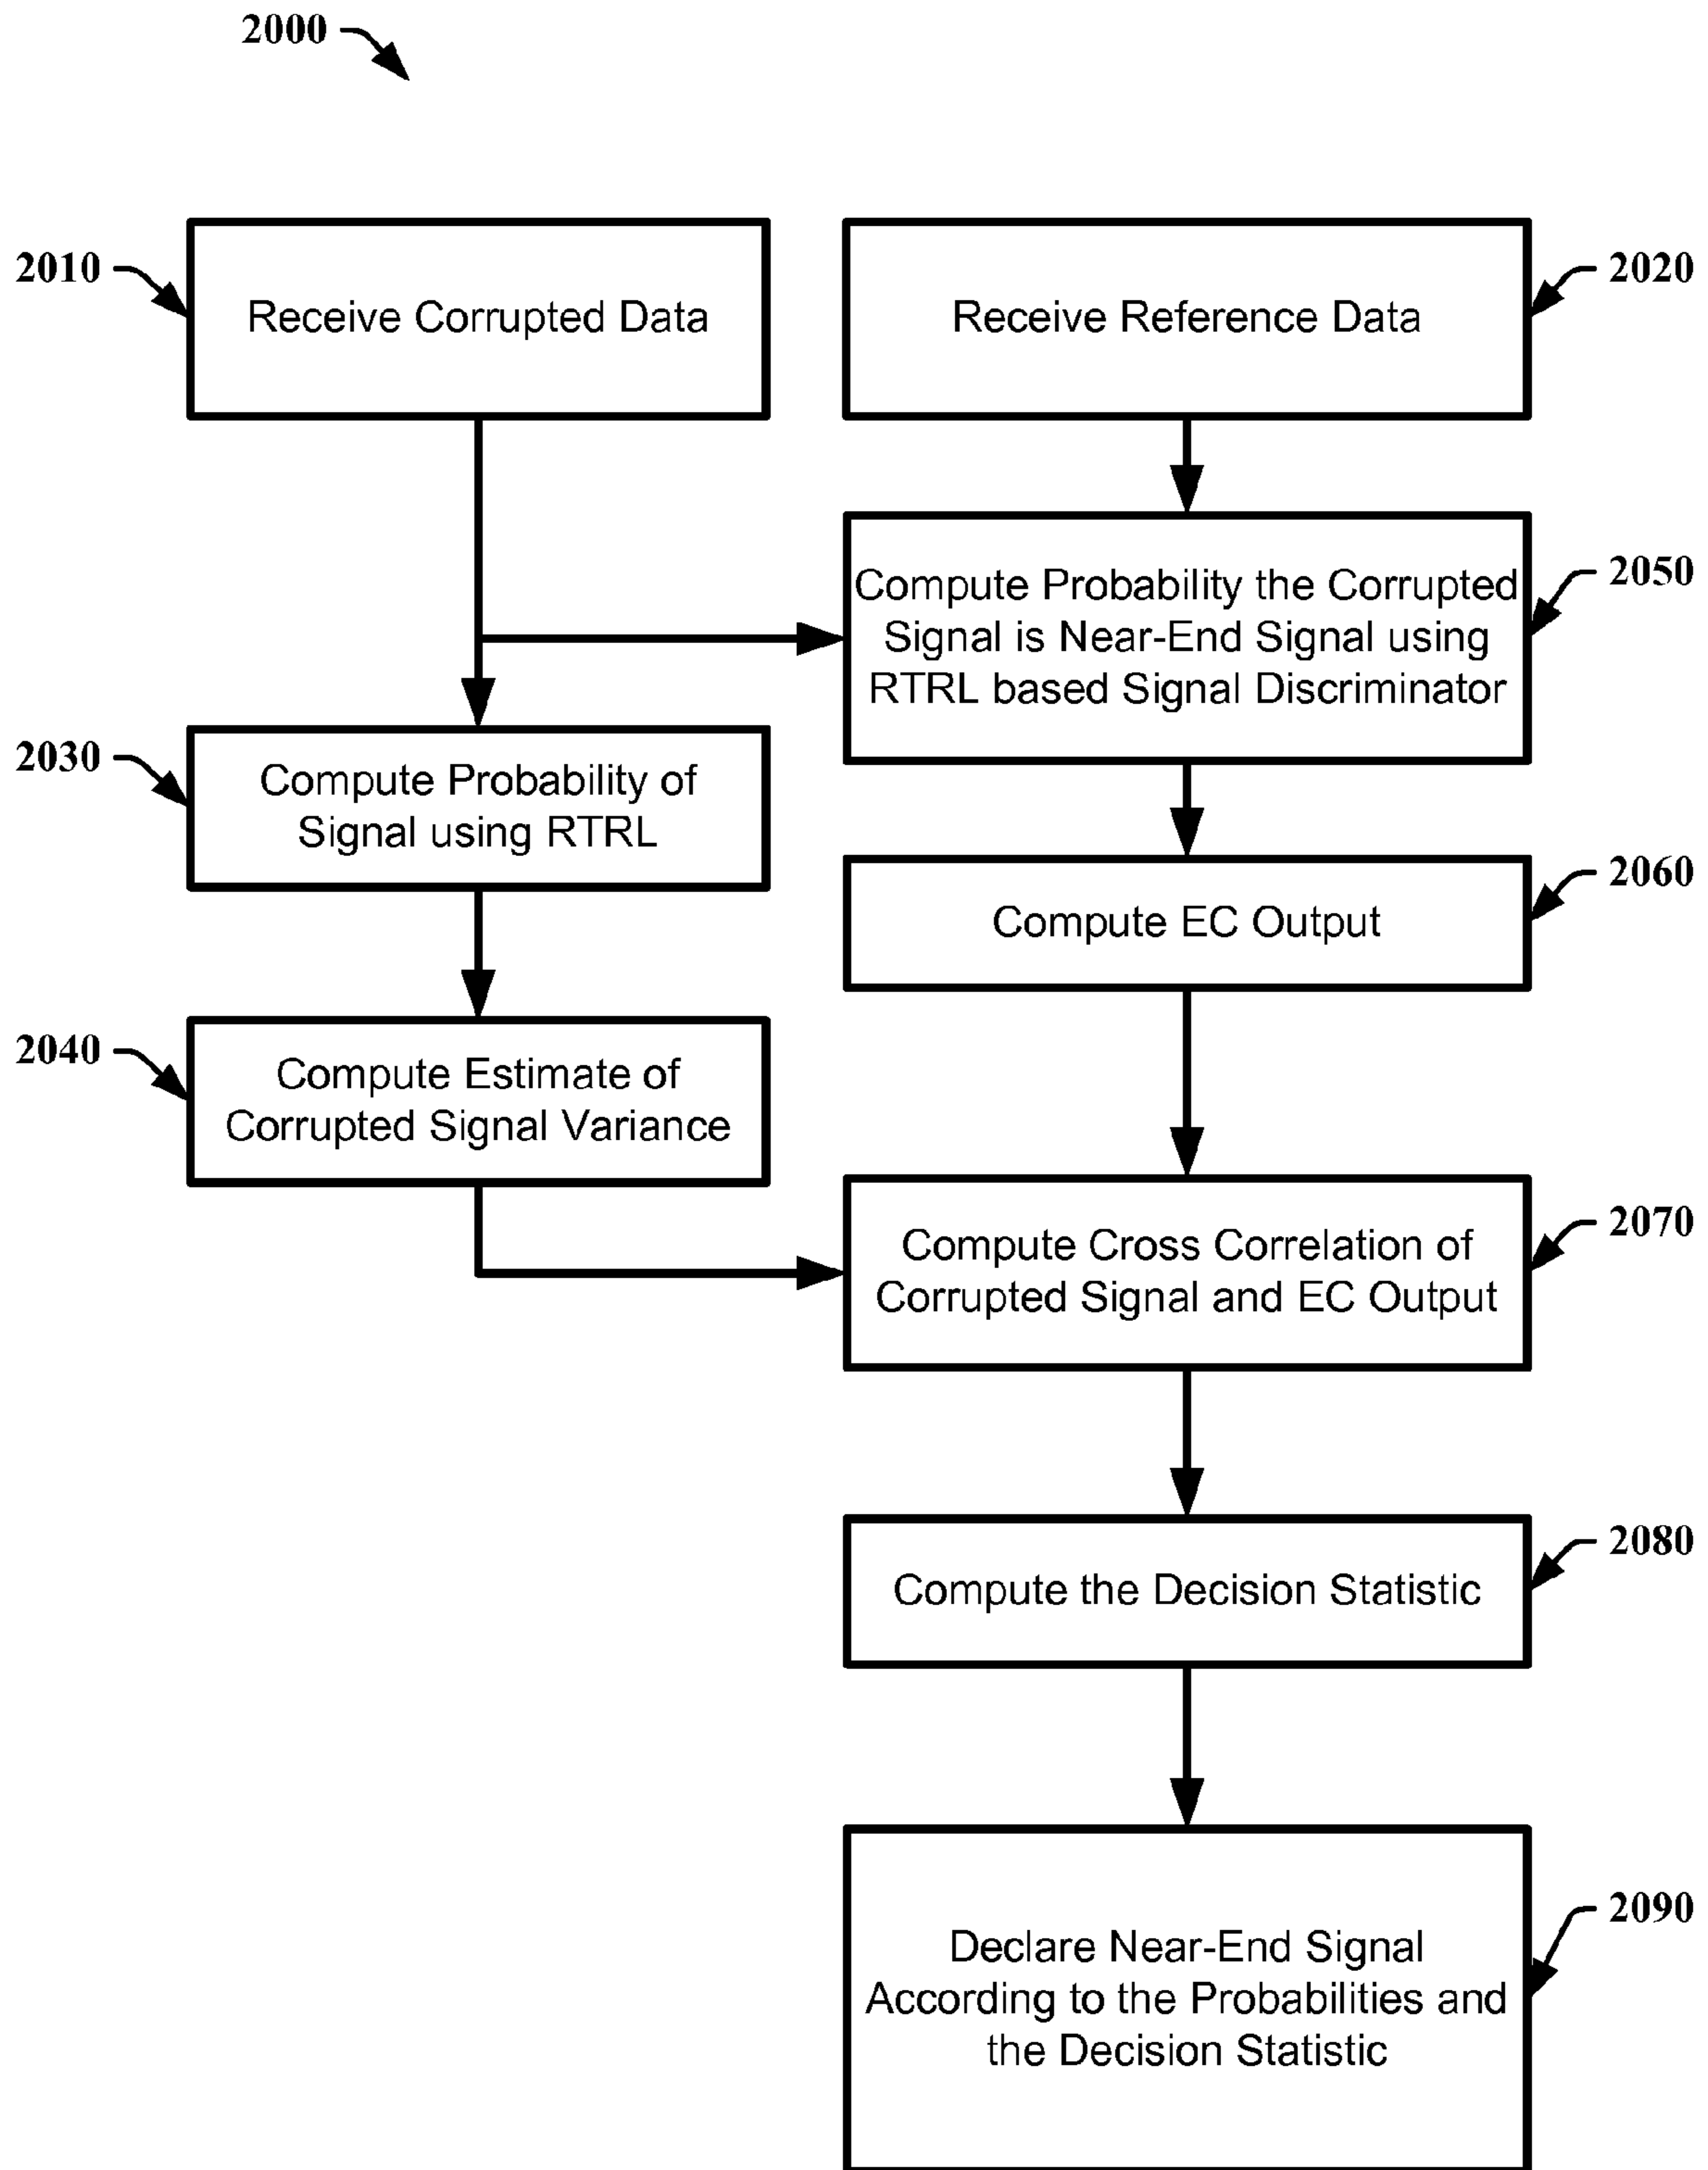 2000
2010
Receive Corrupted Data
Receive Reference Data
2020
Compute Probability the Corrupted
Signal is Near-End Signal using
RTRL based Signal Discriminator
2050
2030
Compute Probability of
Signal using RTRL
Compute EC Output
2060
2040
Compute Estimate of
Corrupted Signal Variance
Compute Cross Correlation of
Corrupted Signal and EC Output
2070
Compute the Decision Statistic
2080
Declare Near-End Signal
According to the Probabilities and
the Decision Statistic
2090